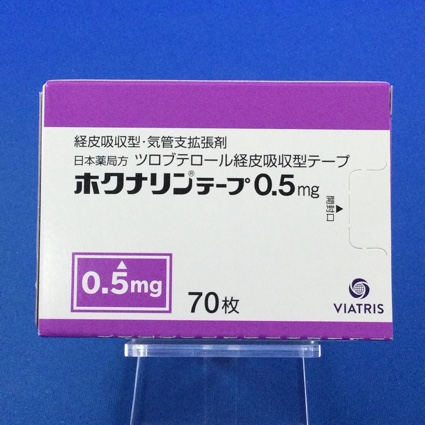 経皮吸収型・気管支拡張剤
日本薬局方 ツロブテロール経皮吸収型テープ
ホクナリン®テープ0.5mg
開封口
0.5mg
70枚
VIATRIS